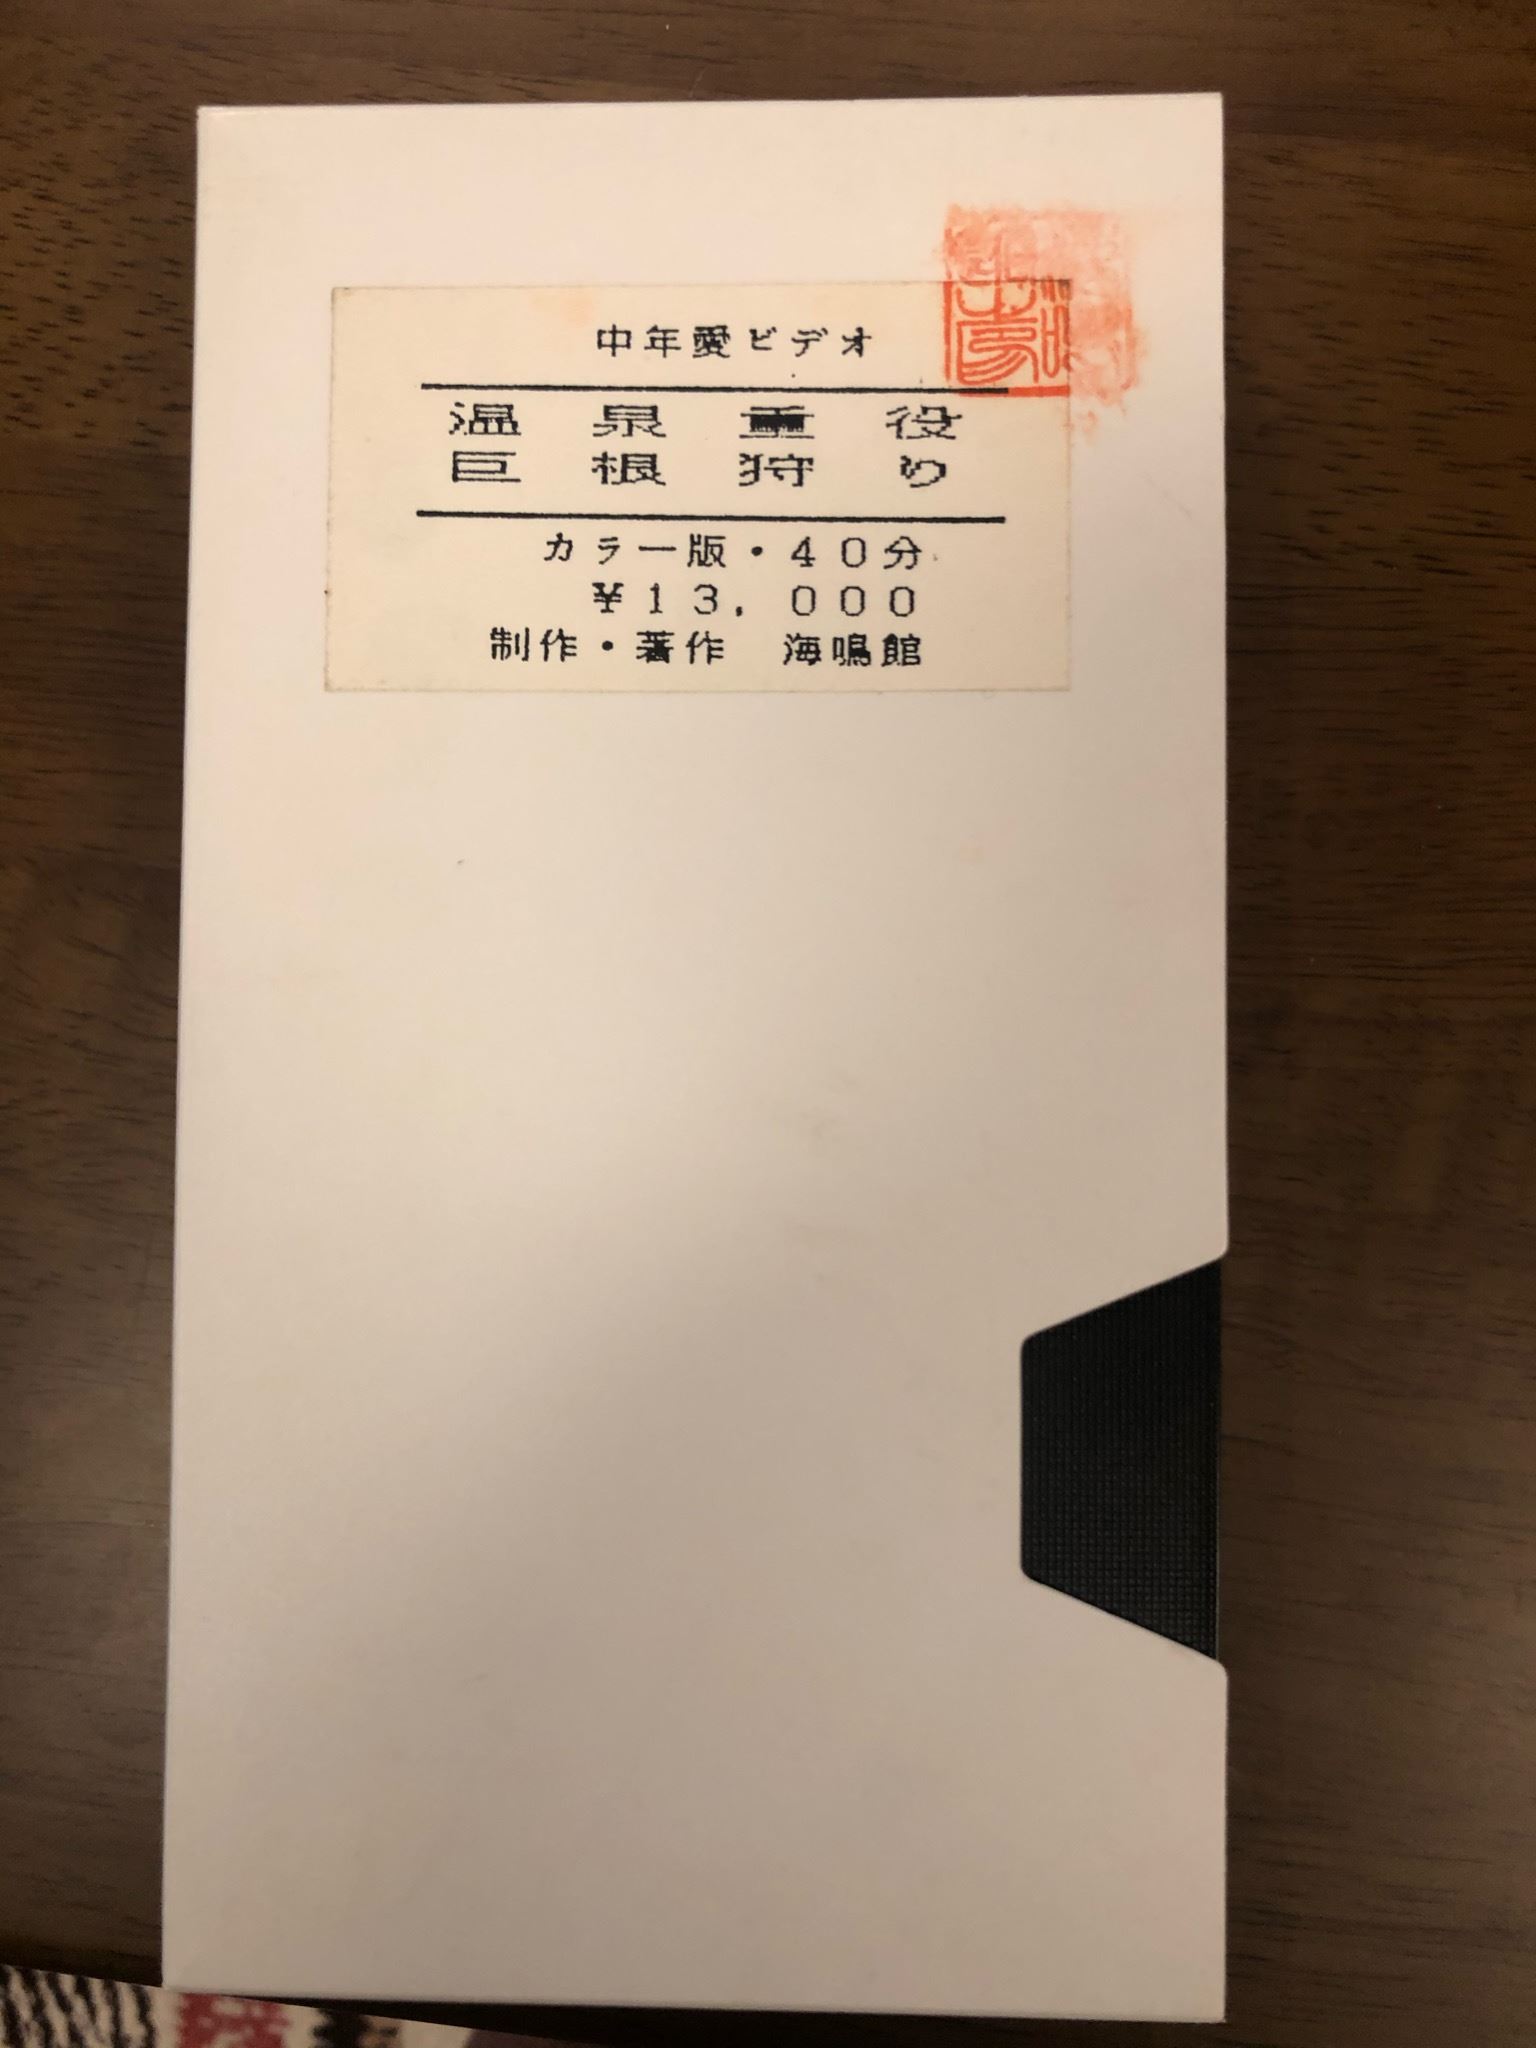 中年愛ビデオ
温泉重役
巨根狩り
カラー版・40分
¥13,000
制作・著作　海鳴館